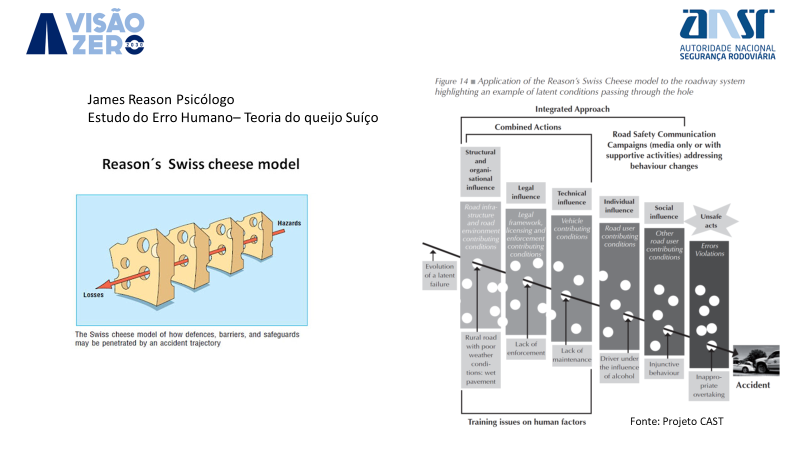 VISÃO
ZERO
2030
ansr
AUTORIDADE NACIONAL
SEGURANÇA RODOVIÁRIA
James Reason Psicólogo
Estudo do Erro Humano– Teoria do queijo Suíço
Reason´s Swiss cheese model
Hazards
Losses
The Swiss cheese model of how defences, barriers, and safeguards
may be penetrated by an accident trajectory
Figure 14 ■ Application of the Reason's Swiss Cheese model to the roadway system
highlighting an example of latent conditions passing through the hole
Integrated Approach
Combined Actions
Road Safety Communication
Campaigns (media only or with
supportive activities) addressing
behaviour changes
Structural
and
organi-
sational
influence
Legal
influence
Technical
influence
Individual
influence
Social
influence
Unsafe
acts
Road infra-
structure
and road
environment
contributing
conditions
Legal
framework,
licensing and
enforcement
contributing
conditions
Vehicle
contributing
conditions
Road user
contributing
conditions
Other
road user
contributing
conditions
Errors
Violations
Evolution
of a latent
failure
Rural road
with poor
weather
condi-
tions: wet
pavement
Lack of
enforcement
Lack of
maintenance
Driver under
the influence
of alcohol
Injunctive
behaviour
Inappro-
priate
overtaking
Accident
Training issues on human factors
Fonte: Projeto CAST